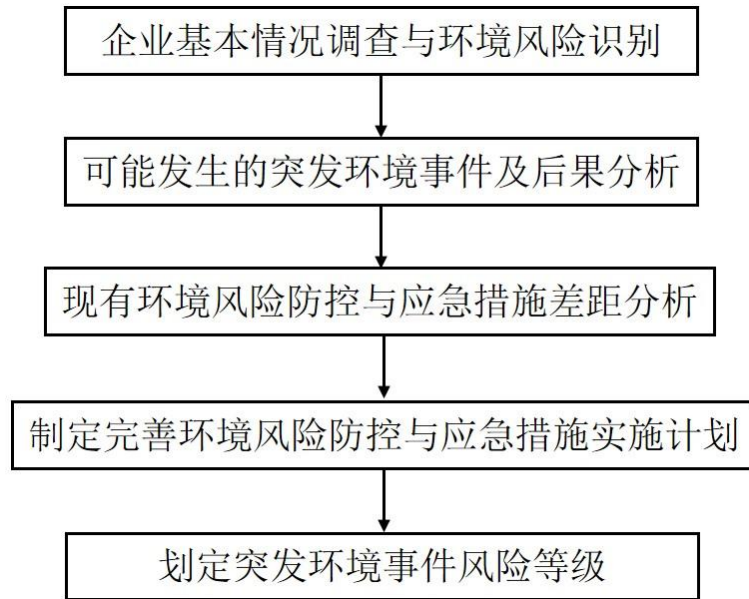 企业基本情况调查与环境风险识别
可能发生的突发环境事件及后果分析
现有环境风险防控与应急措施差距分析
制定完善环境风险防控与应急措施实施计划
划定突发环境事件风险等级